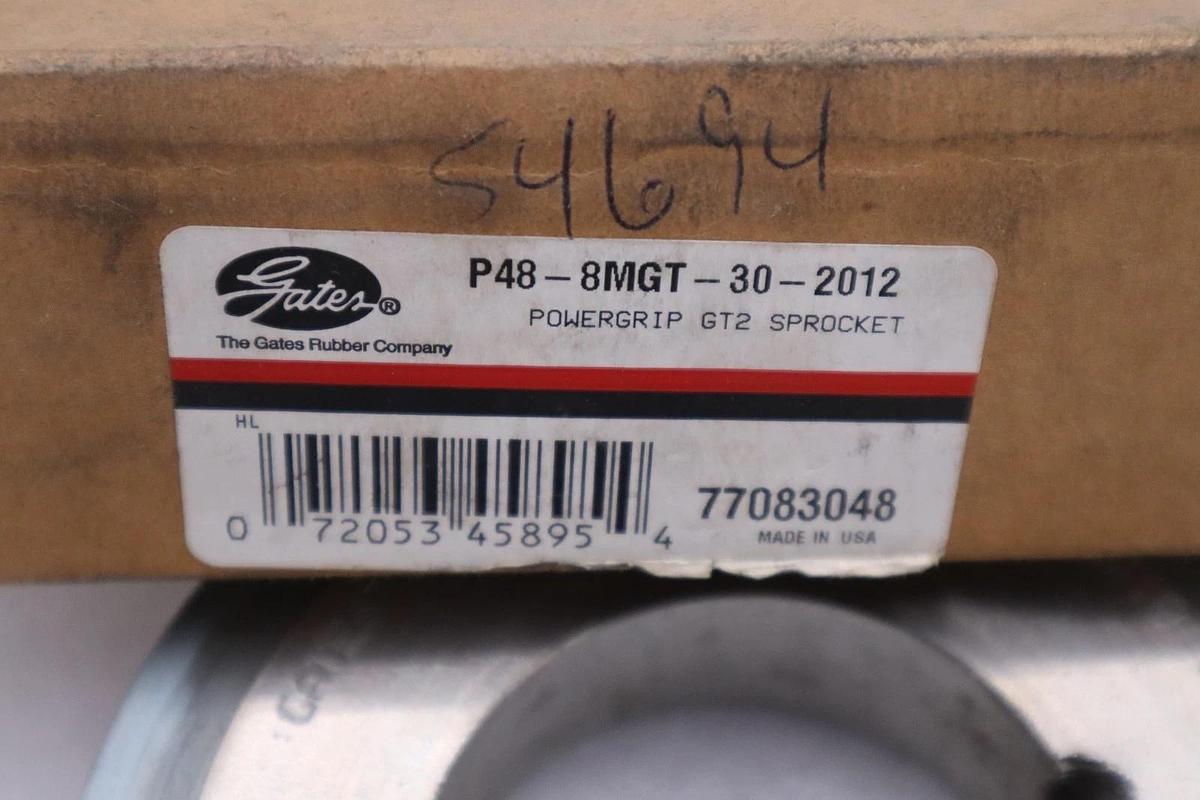 54694
Gates®
The Gates Rubber Company
P48-8MGT-30-2012
POWERGRIP GT2 SPROCKET
HL
0 72053 45895 4
77083048
MADE IN USA